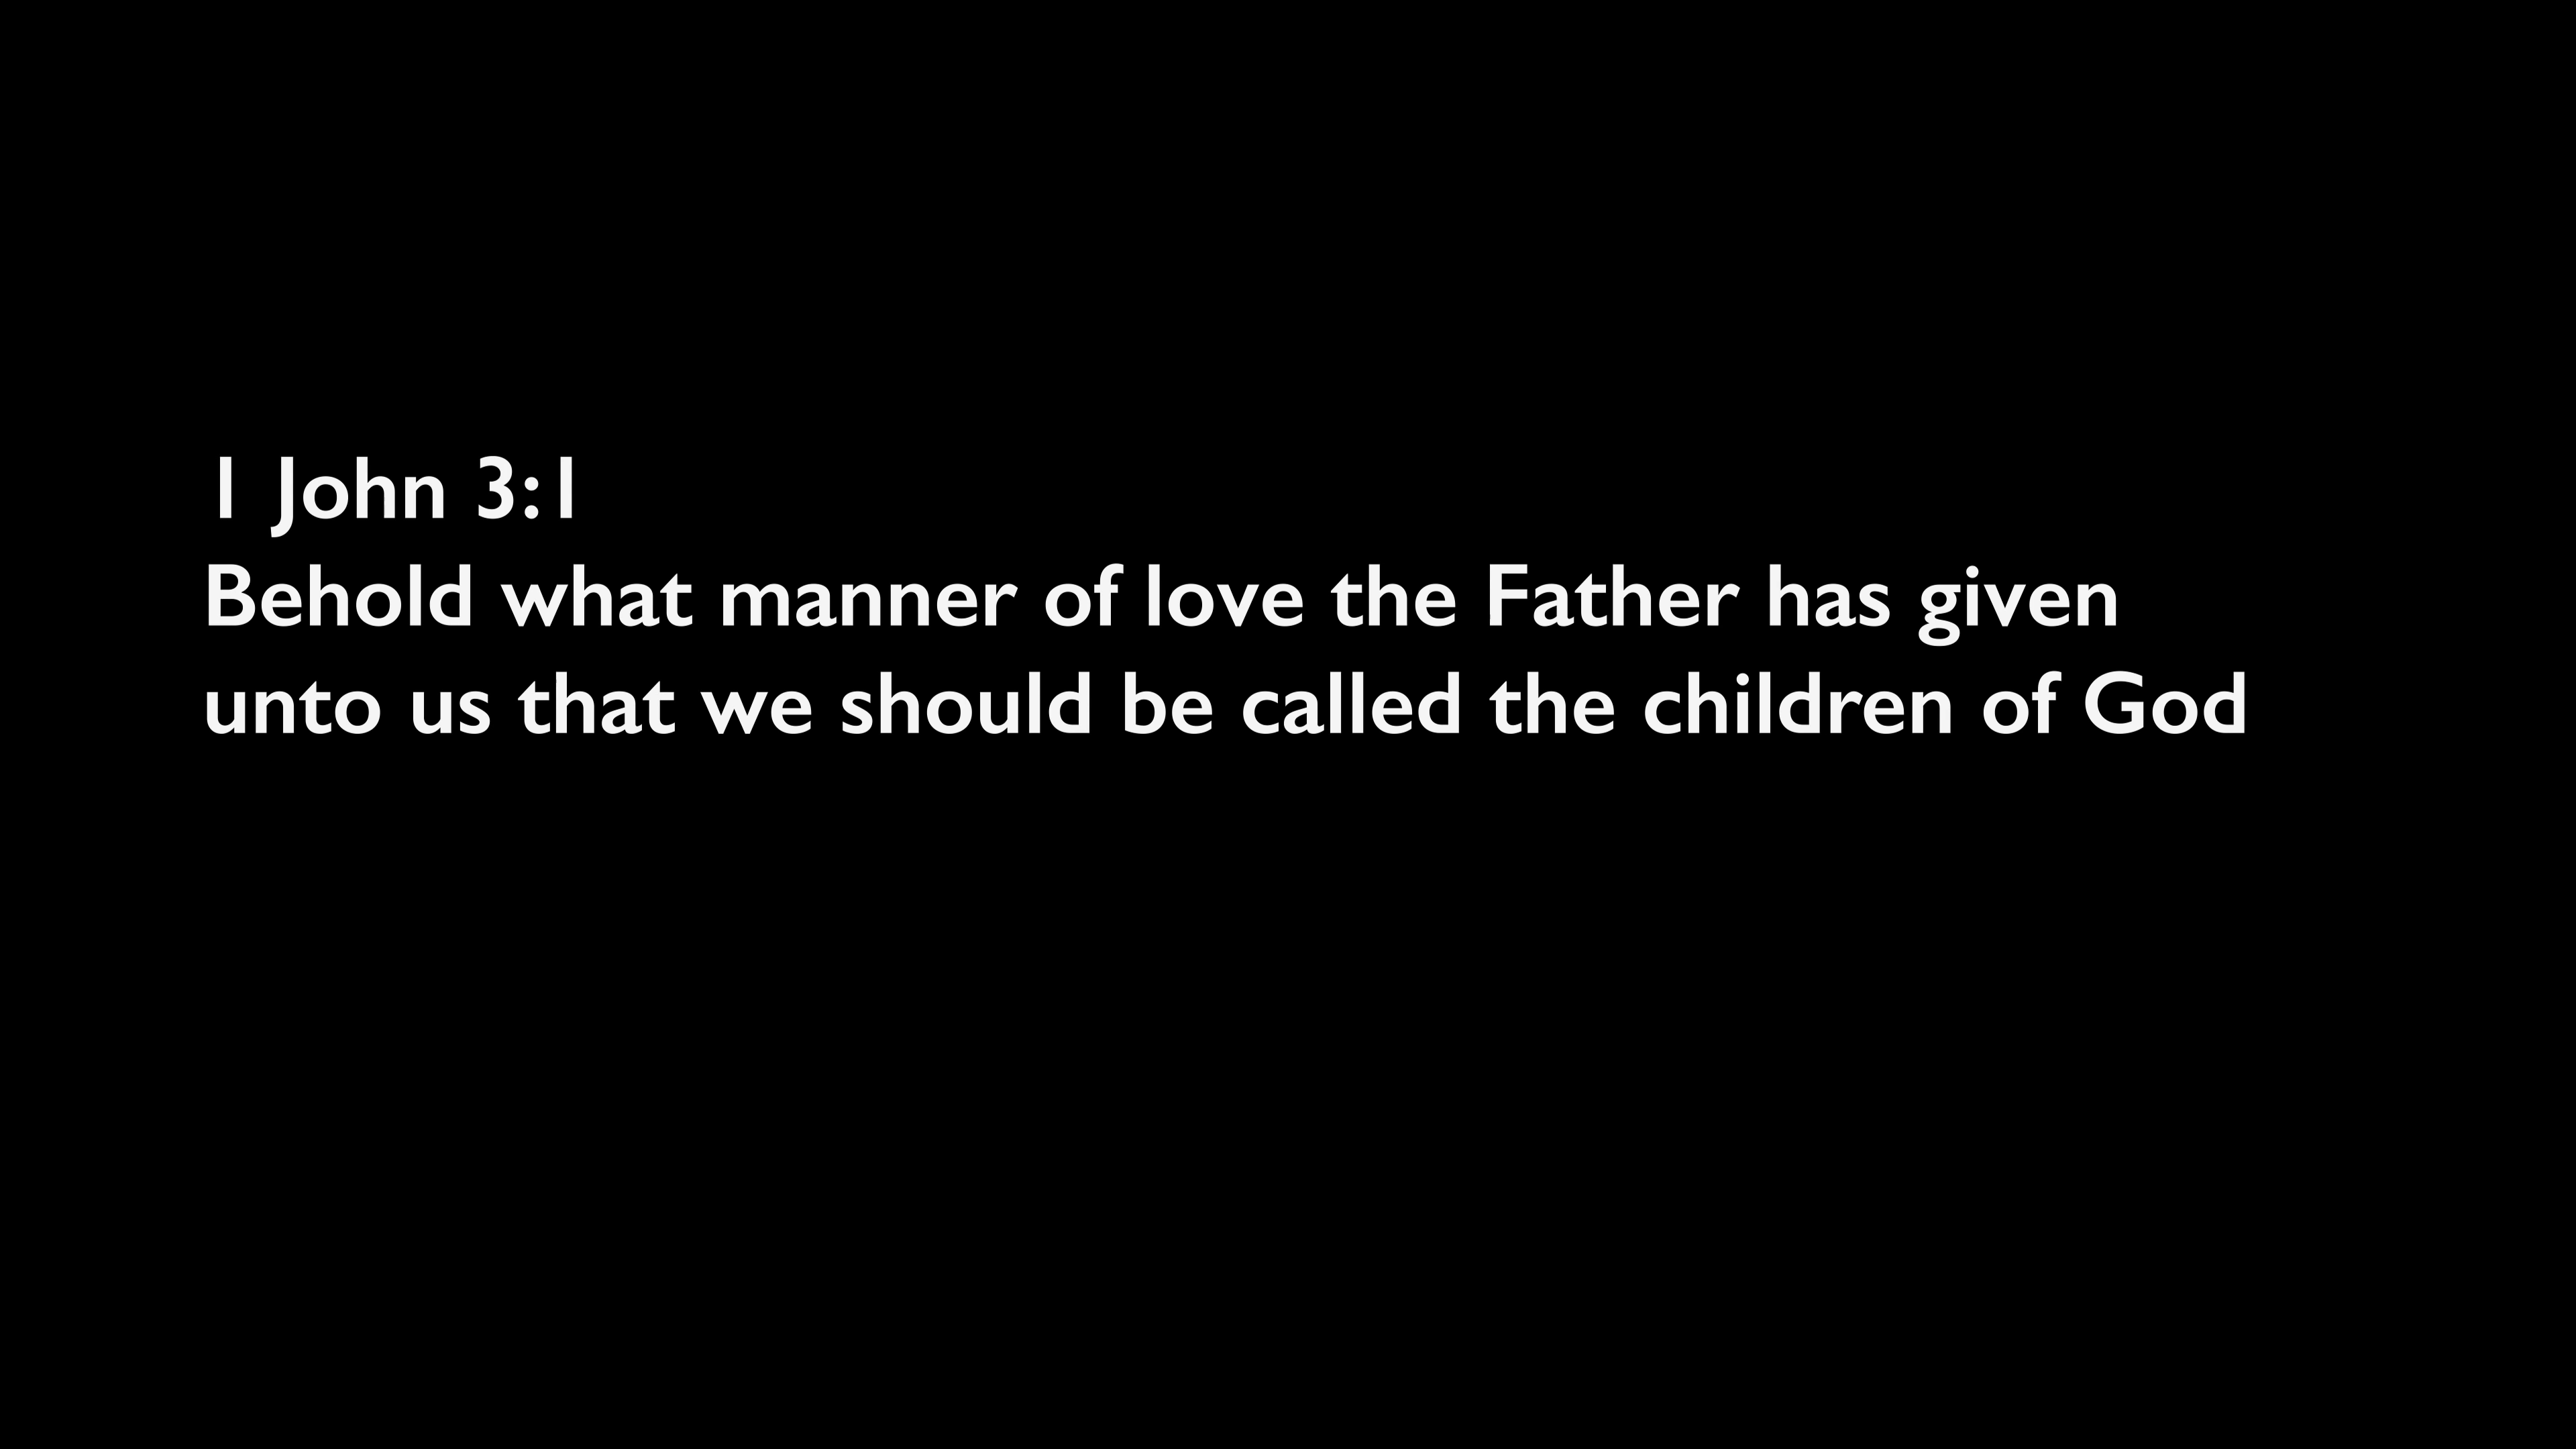 1 John 3:1
Behold what manner of love the Father has given
unto us that we should be called the children of God